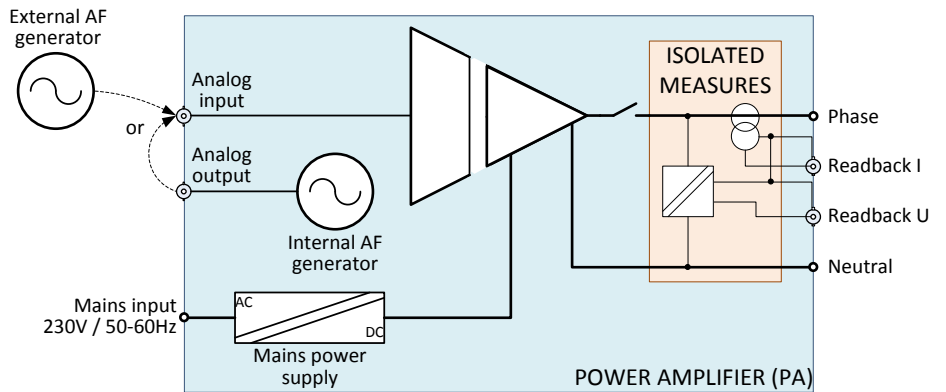 External AF
generator
or
Analog
input
Analog
output
Internal AF
generator
Mains input
230V / 50-60Hz
AC
DC
Mains power
supply
ISOLATED
MEASURES
Phase
Readback I
Readback U
Neutral
POWER AMPLIFIER (PA)